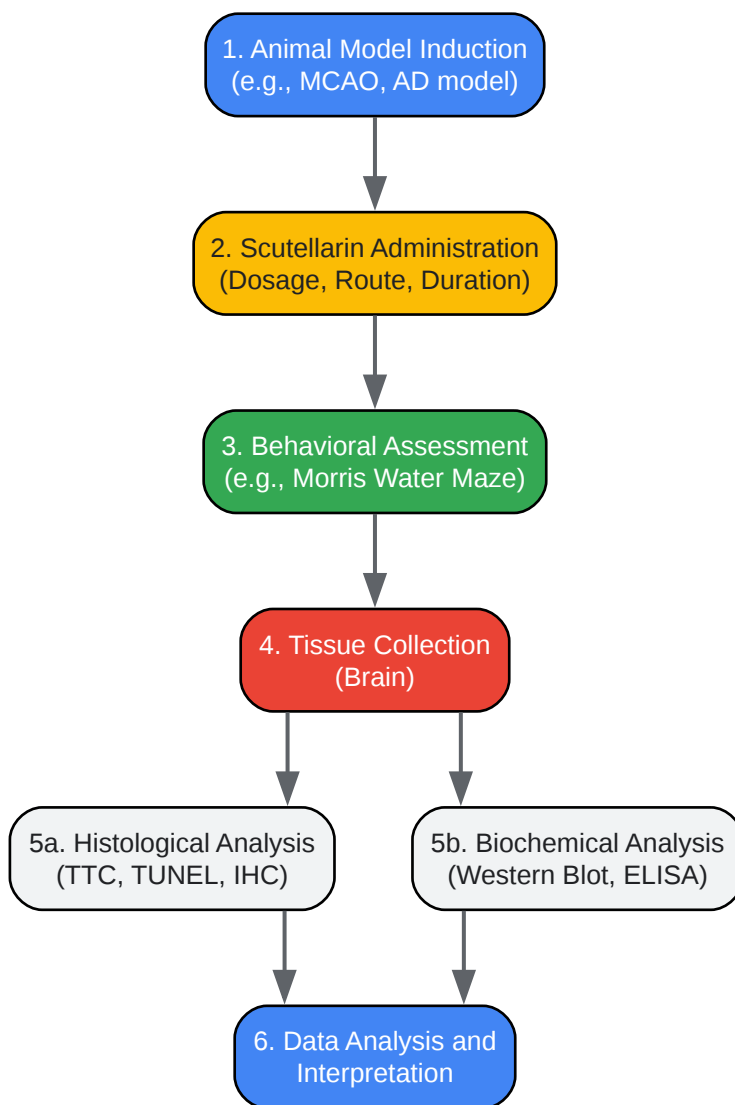 1. Animal Model Induction
(e.g., MCAO, AD model)
2. Scutellarin Administration
(Dosage, Route, Duration)
3. Behavioral Assessment
(e.g., Morris Water Maze)
4. Tissue Collection
(Brain)
5a. Histological Analysis
(TTC, TUNEL, IHC)
5b. Biochemical Analysis
(Western Blot, ELISA)
6. Data Analysis and
Interpretation